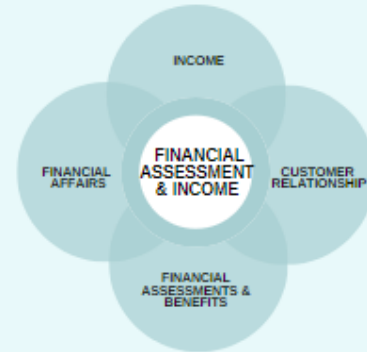 INCOME
FINANCIAL
AFFAIRS
FINANCIAL
ASSESSMENT
& INCOME
CUSTOMER
RELATIONSHIP
FINANCIAL
ASSESSMENTS &
BENEFITS